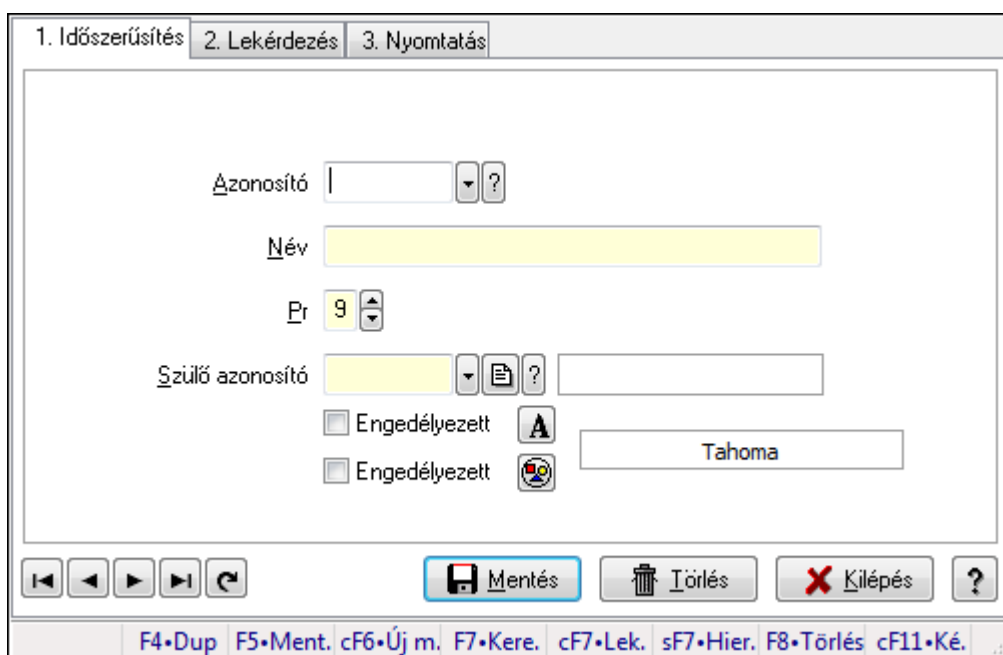 1. Időszerűsítés 2. Lekérdezés 3. Nyomtatás
Azonosító ?
Név
Pr 9
Szülő azonosító ?
Engedélyezett A
Tahoma
Engedélyezett
Mentés Törlés Kilépés ?
F4•Dup F5•Ment. cF6•Új m. F7•Kere. cF7•Lek. sF7•Hier. F8•Törlés cF11•Ké.